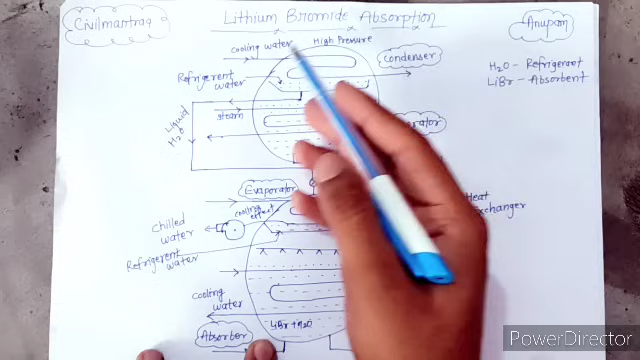 Lithium Bromide Absorption
Civilmartraq
Anupam
cooling water
High Pressure
Condenser
Refrigerent
water
H2O - Refrigerant
LiBr - Absorbent
Liquid
H2O
steam
Evaporator
cooling effect
Heat
Exchanger
Chilled
water
Refrigerent
water
Cooling
water
Absorber
LiBr + H2O
PowerDirector